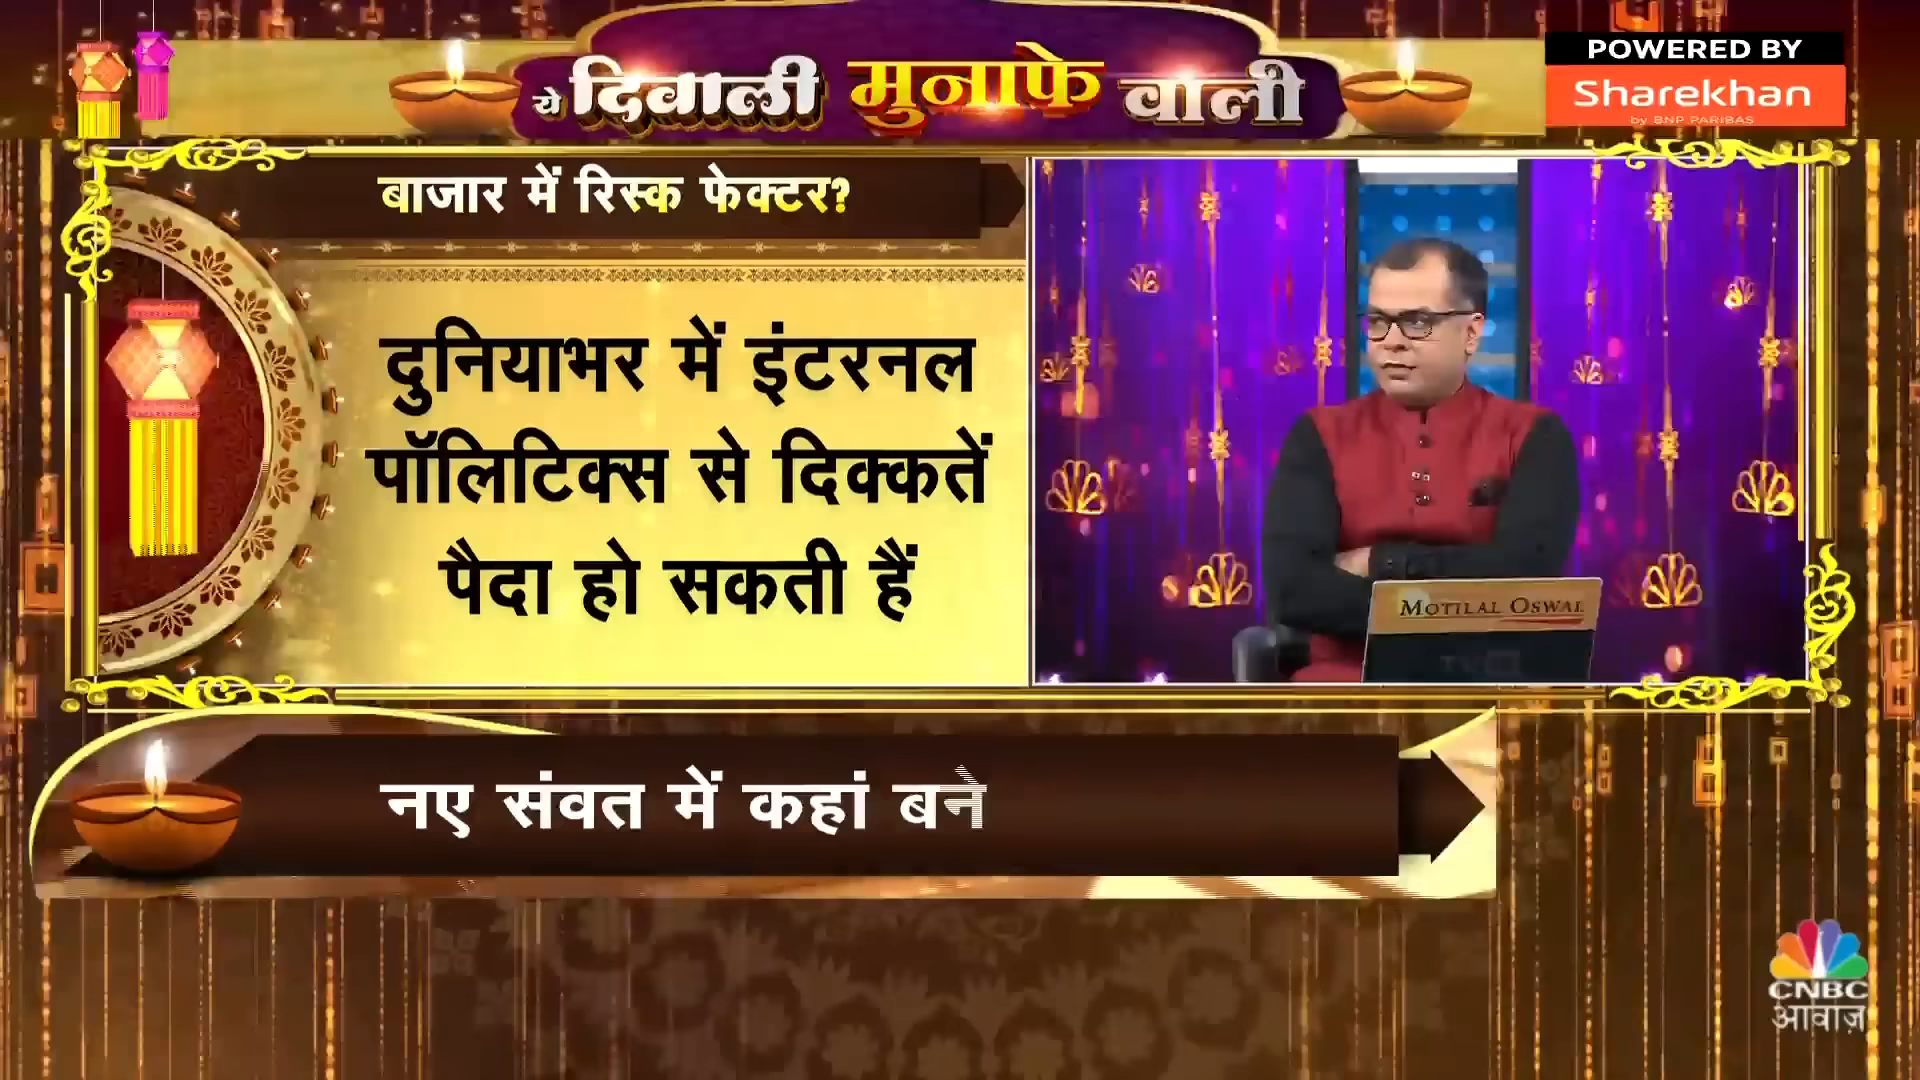 ये दिवाली मुनाफे वाली
POWERED BY
Sharekhan
by BNP PARIBAS
बाजार में रिस्क फेक्टर?
दुनियाभर में इंटरनल
पॉलिटिक्स से दिक्कतें
पैदा हो सकती हैं
MOTILAL OSWAL
नए संवत में कहां बने
CNBC
आवाज़